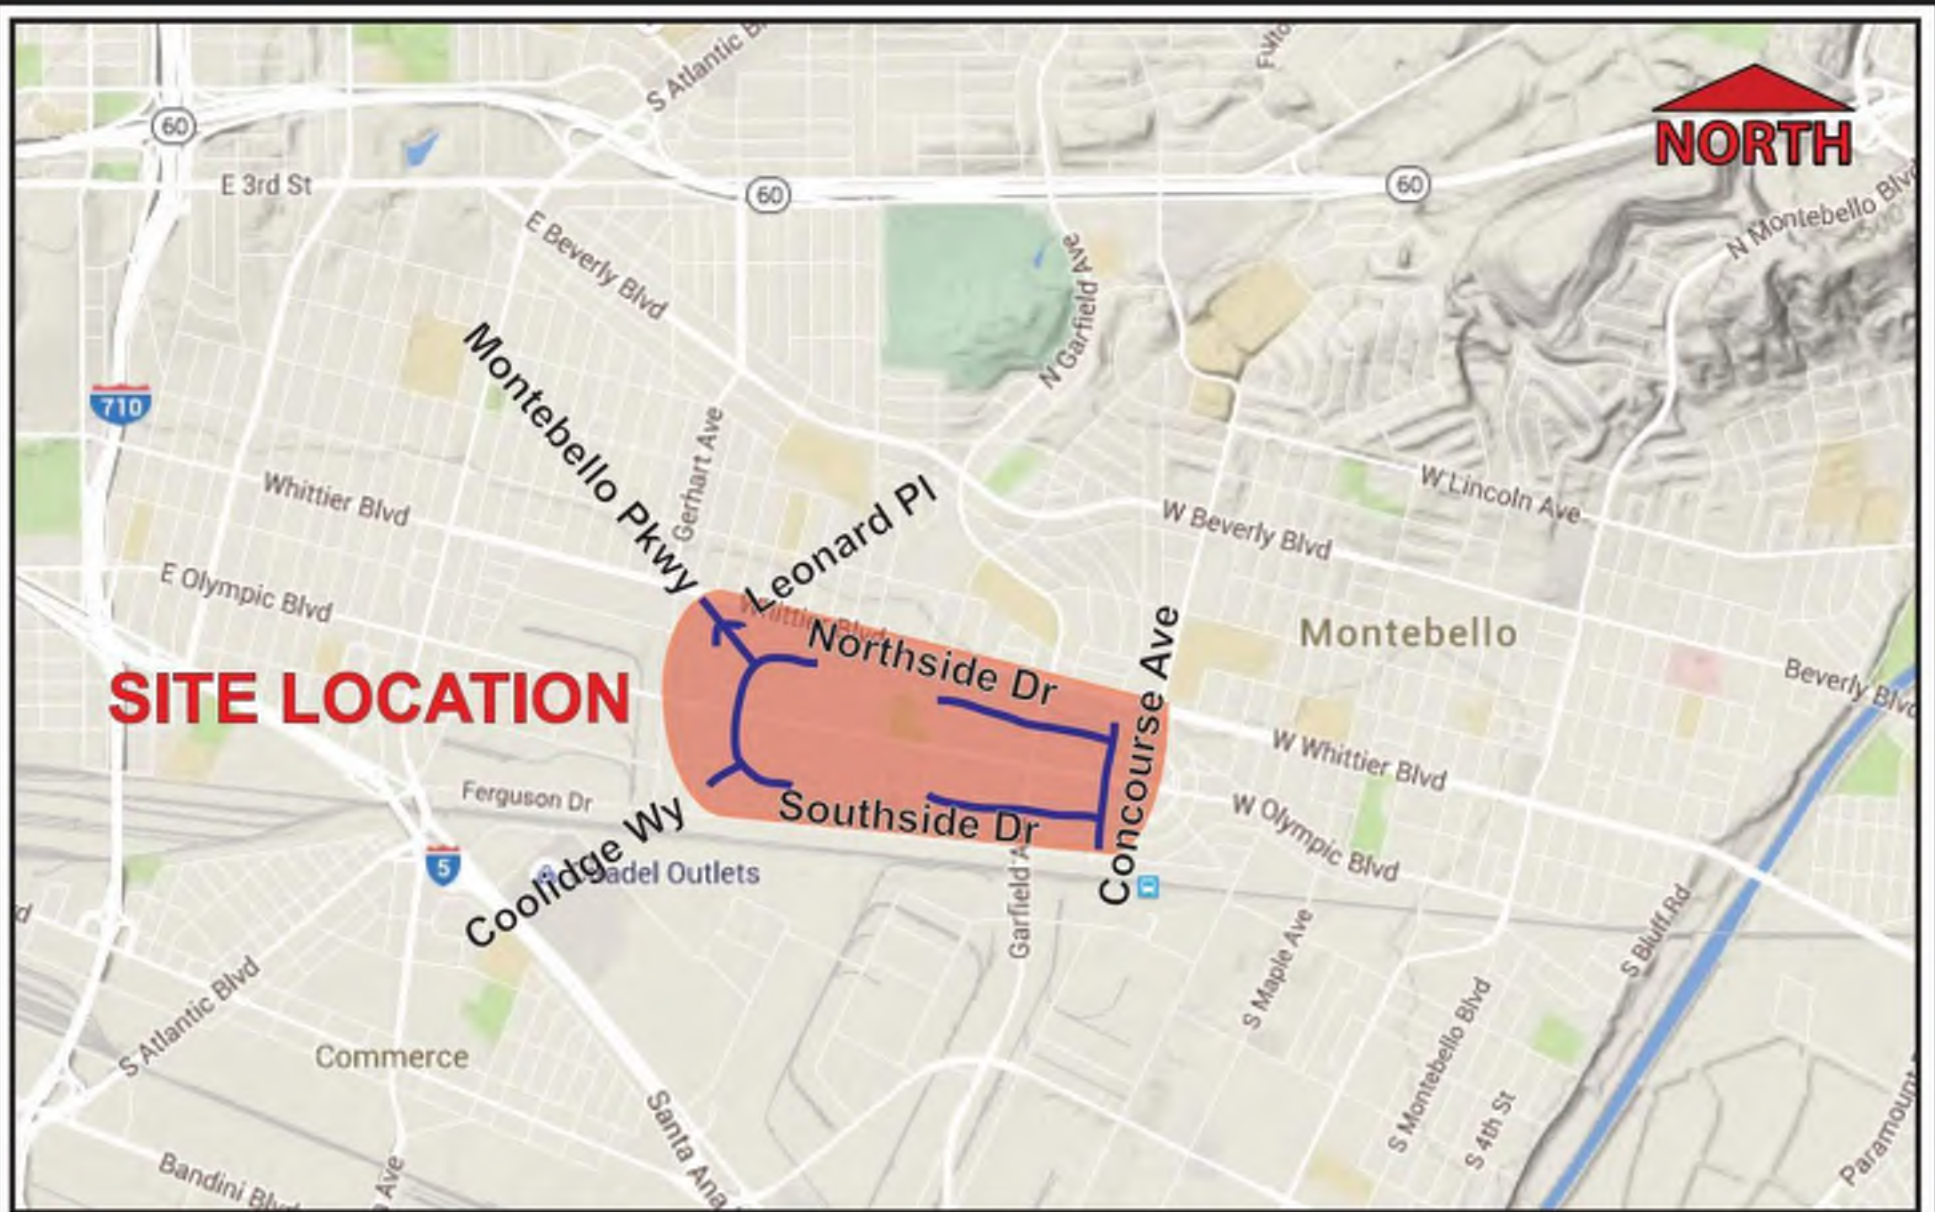 S Atlantic
60
NORTH
E 3rd St
60
60
N Montebello Blvd
E Beverly Blvd
N Garfield Ave
Montebello Pkwy
710
Gerhart Ave
Whittier Blvd
Leonard Pl
W Lincoln Ave
W Beverly Blvd
E Olympic Blvd
Whittier Blvd
Northside Dr
Montebello
Concourse Ave
SITE LOCATION
Beverly Blvd
W Whittier Blvd
Ferguson Dr
Southside Dr
W Olympic Blvd
Coolidge Wy
5
adel Outlets
Garfield A
S Maple Ave
S Bluff Rd
S Atlantic Blvd
Commerce
S Montebello Blvd
S 4th St
Santa Ana
Paramount
Bandini Blvd
Ave